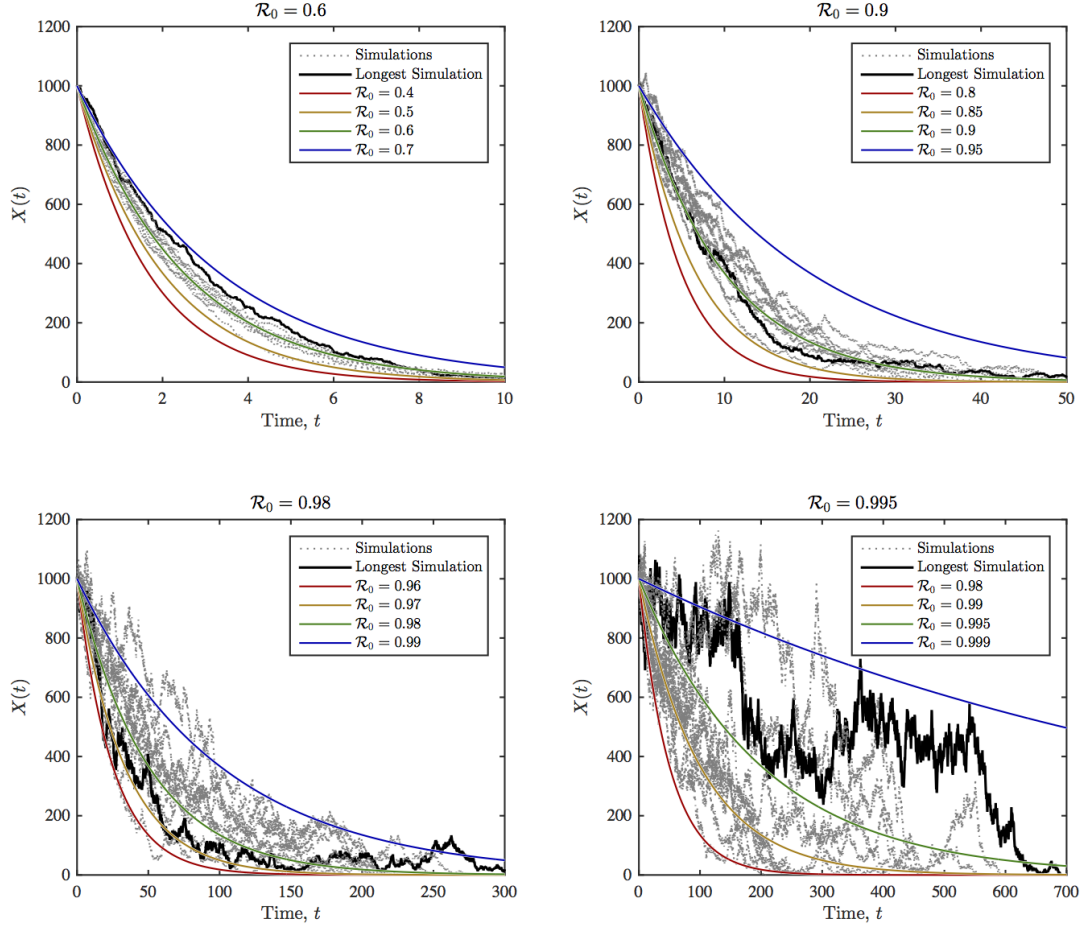 R₀ = 0.6
1200
1000
800
600
400
200
0
X(t)
0 2 4 6 8 10
Time, t
Simulations
Longest Simulation
R₀ = 0.4
R₀ = 0.5
R₀ = 0.6
R₀ = 0.7
R₀ = 0.9
1200
1000
800
600
400
200
0
X(t)
0 10 20 30 40 50
Time, t
Simulations
Longest Simulation
R₀ = 0.8
R₀ = 0.85
R₀ = 0.9
R₀ = 0.95
R₀ = 0.98
1200
1000
800
600
400
200
0
X(t)
0 50 100 150 200 250 300
Time, t
Simulations
Longest Simulation
R₀ = 0.96
R₀ = 0.97
R₀ = 0.98
R₀ = 0.99
R₀ = 0.995
1200
1000
800
600
400
200
0
X(t)
0 100 200 300 400 500 600 700
Time, t
Simulations
Longest Simulation
R₀ = 0.98
R₀ = 0.99
R₀ = 0.995
R₀ = 0.999